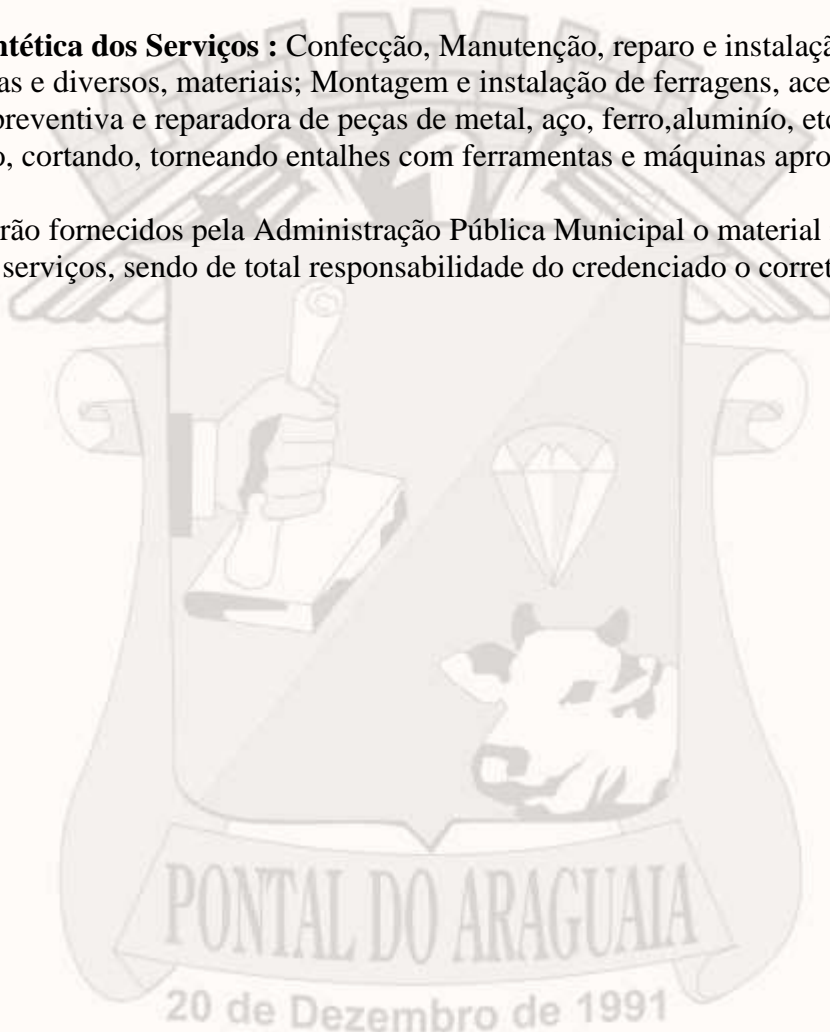 ntética dos Serviços : Confecção, Manutenção, reparo e instalaçã
as e diversos, materiais; Montagem e instalação de ferragens, ace
preventiva e reparadora de peças de metal, aço, ferro,aluminío, etc
o, cortando, torneando entalhes com ferramentas e máquinas apro
rão fornecidos pela Administração Pública Municipal o material
serviços, sendo de total responsabilidade do credenciado o corret
PONTAL DO ARAGUAIA
20 de Dezembro de 1991